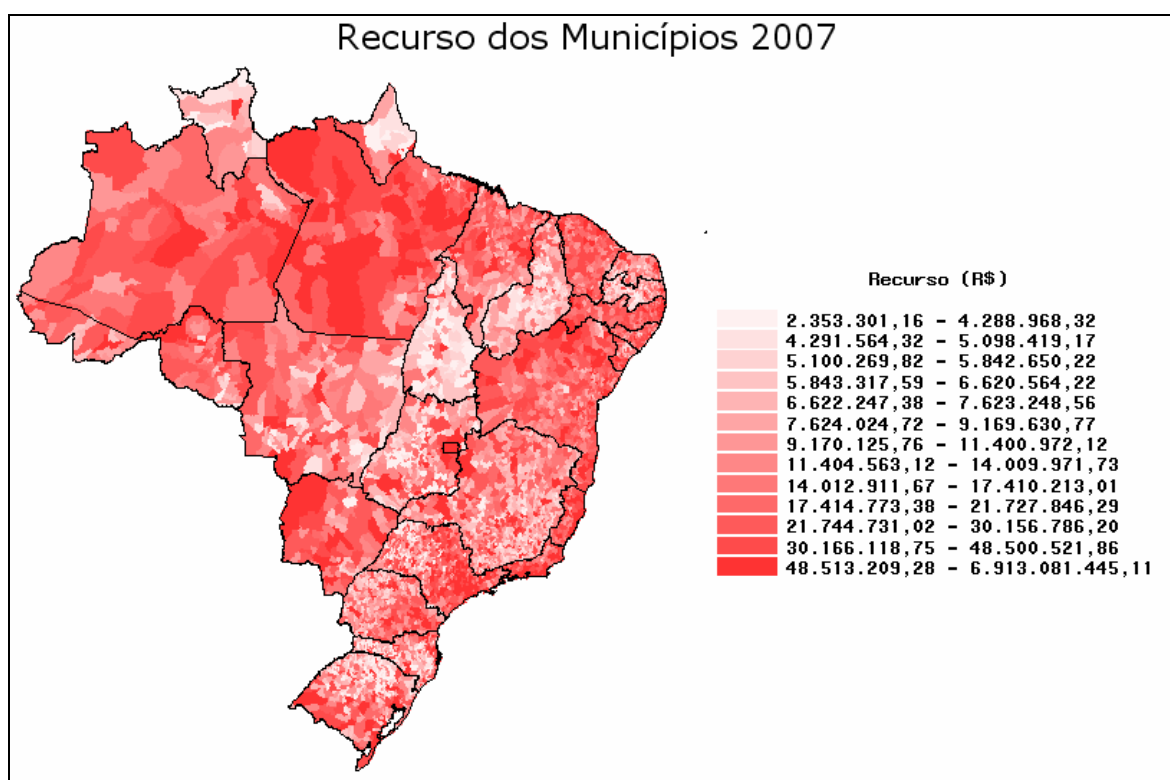 Recurso dos Municípios 2007
Recurso (R$)
2.353.301,16 - 4.288.968,32
4.291.564,32 - 5.098.419,17
5.100.269,82 - 5.842.650,22
5.843.317,59 - 6.620.564,22
6.622.247,38 - 7.623.248,56
7.624.024,72 - 9.169.630,77
9.170.125,76 - 11.400.972,12
11.404.563,12 - 14.009.971,73
14.012.911,67 - 17.410.213,01
17.414.773,38 - 21.727.846,29
21.744.731,02 - 30.156.786,20
30.166.118,75 - 48.500.521,86
48.513.209,28 - 6.913.081.445,11